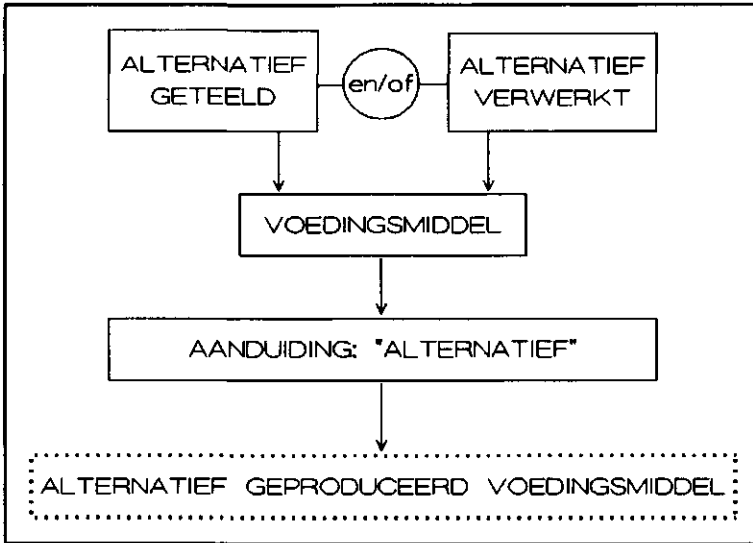 ALTERNATIEF
GETEELD
en/of
ALTERNATIEF
VERWERKT
VOEDINGSMIDDEL
AANDUIDING: "ALTERNATIEF"
ALTERNATIEF GEPRODUCEERD VOEDINGSMIDDEL